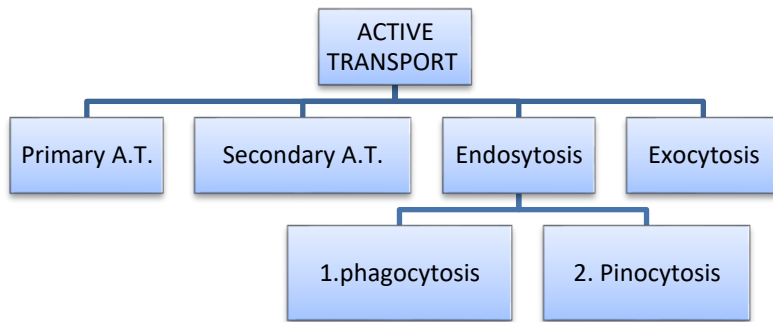 ACTIVE
TRANSPORT
Primary A.T.
Secondary A.T.
Endosytosis
Exocytosis
1.phagocytosis
2. Pinocytosis